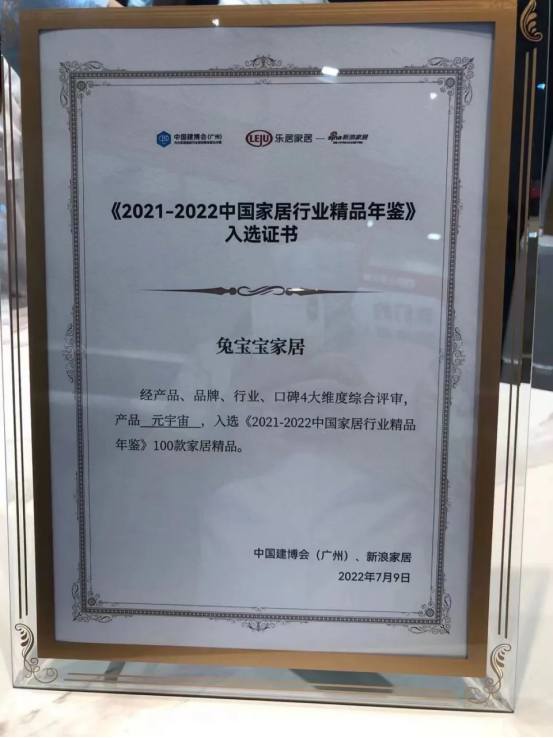 中国建博会(广州)
LEJU 乐居家居 — sina新浪家居
《2021-2022中国家居行业精品年鉴》
入选证书
兔宝宝家居
经产品、品牌、行业、口碑4大维度综合评审,
产品 元宇宙 ,入选《2021-2022中国家居行业精品
年鉴》100款家居精品。
中国建博会(广州)、新浪家居
2022年7月9日